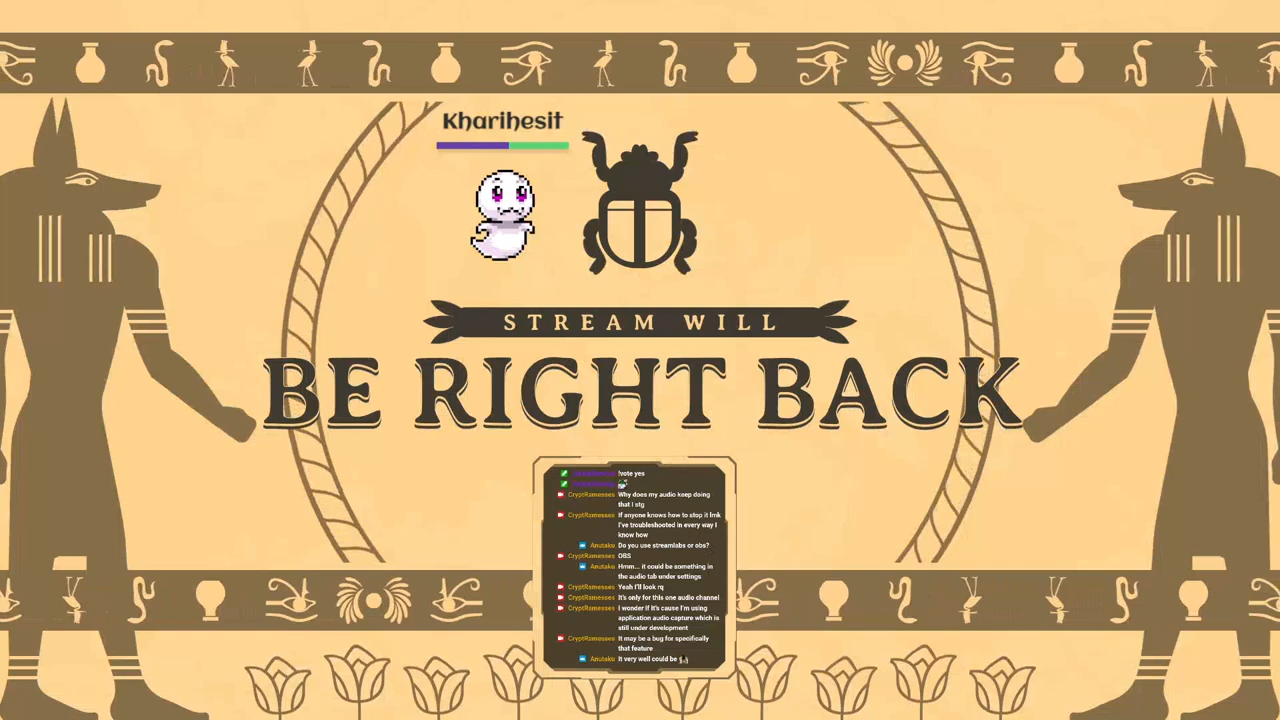 Kharihesit
STREAM WILL
BE RIGHT BACK
!vote yes
CryptRamesses Why does my audio keep doing
that I stg
CryptRamesses If anyone knows how to stop it lmk
I've troubleshooted in every way I
know how
Anutako Do you use streamlabs or obs?
CryptRamesses OBS
Anutako Hmm... it could be something in
the audio tab under settings
CryptRamesses Yeah I'll look rq
CryptRamesses It's only for this one audio channel
CryptRamesses I wonder if it's cause I'm using
application audio capture which is
still under development
CryptRamesses It may be a bug for specifically
that feature
Anutako It very well could be